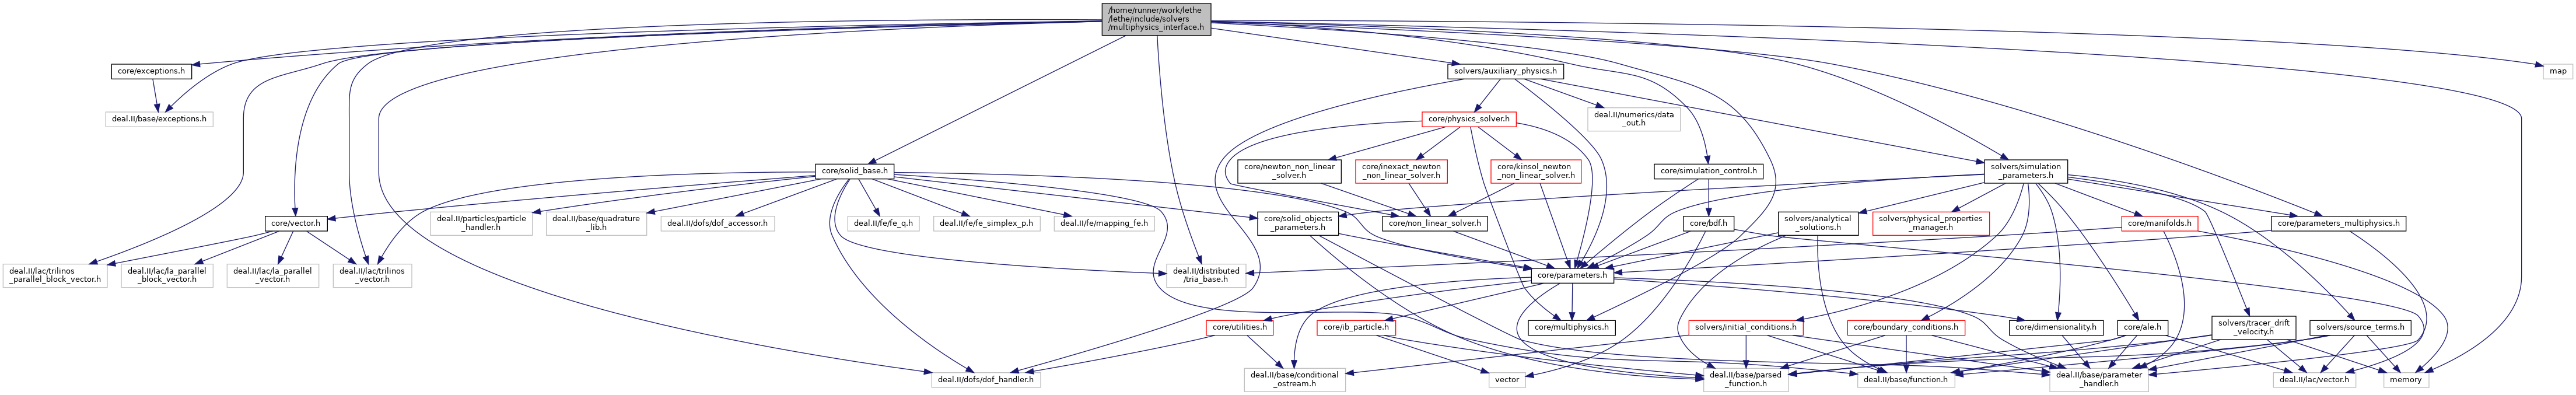 /home/runner/work/lethe
/lethe/include/solvers
/multiphysics_interface.h
core/exceptions.h
solvers/auxiliary_physics.h
map
deal.II/base/exceptions.h
core/physics_solver.h
deal.II/numerics/data
_out.h
core/solid_base.h
core/newton_non_linear
_solver.h
core/inexact_newton
_non_linear_solver.h
core/kinsol_newton
_non_linear_solver.h
core/simulation_control.h
solvers/simulation
_parameters.h
core/vector.h
deal.II/particles/particle
_handler.h
deal.II/base/quadrature
_lib.h
deal.II/dofs/dof_accessor.h
deal.II/fe/fe_q.h
deal.II/fe/fe_simplex_p.h
deal.II/fe/mapping_fe.h
core/solid_objects
_parameters.h
core/non_linear_solver.h
core/bdf.h
solvers/analytical
_solutions.h
solvers/physical_properties
_manager.h
core/manifolds.h
core/parameters_multiphysics.h
deal.II/lac/trilinos
_parallel_block_vector.h
deal.II/lac/la_parallel
_block_vector.h
deal.II/lac/la_parallel
_vector.h
deal.II/lac/trilinos
_vector.h
deal.II/distributed
/tria_base.h
core/parameters.h
core/utilities.h
core/ib_particle.h
core/multiphysics.h
solvers/initial_conditions.h
core/boundary_conditions.h
core/dimensionality.h
core/ale.h
solvers/tracer_drift
_velocity.h
solvers/source_terms.h
deal.II/dofs/dof_handler.h
deal.II/base/conditional
_ostream.h
vector
deal.II/base/parsed
_function.h
deal.II/base/function.h
deal.II/base/parameter
_handler.h
deal.II/lac/vector.h
memory